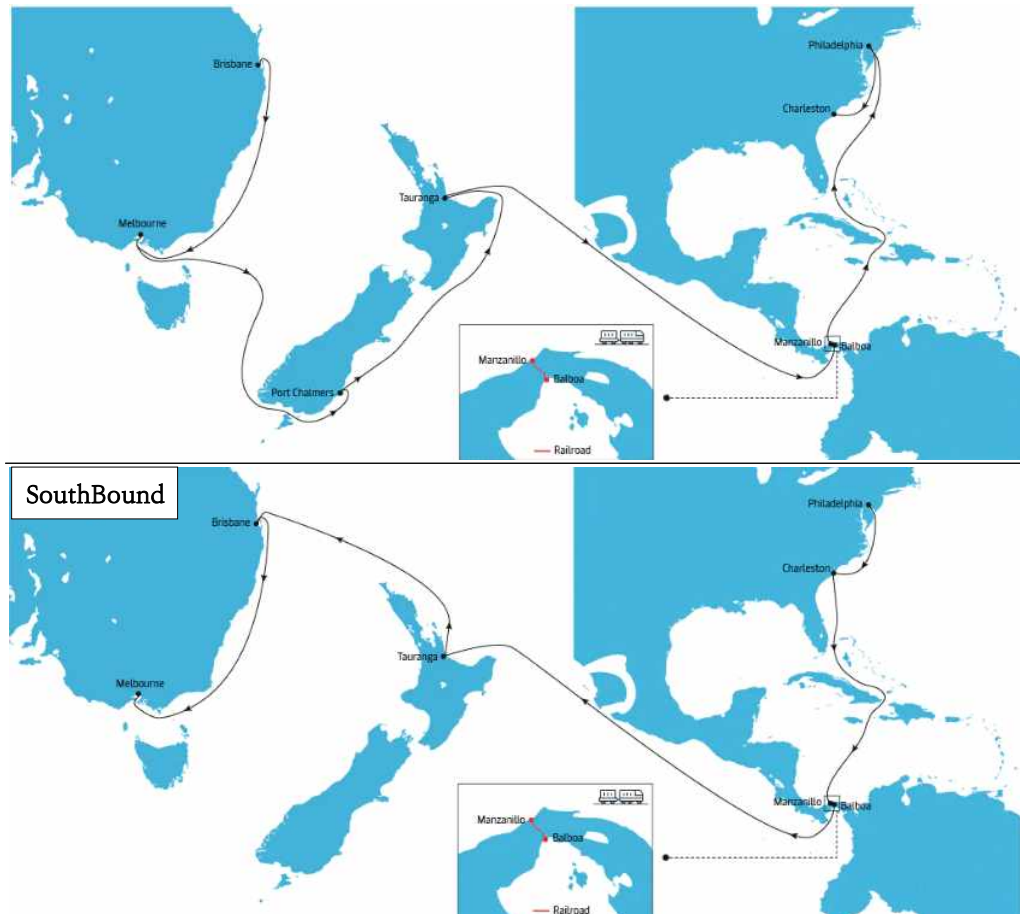 Philadelphia
Brisbane
Charleston
Tauranga
Melbourne
Manzanillo
Balboa
Manzanillo
Balboa
Port Chalmers
Railroad
SouthBound
Philadelphia
Brisbane
Charleston
Tauranga
Melbourne
Manzanillo
Balboa
Manzanillo
Balboa
Railroad